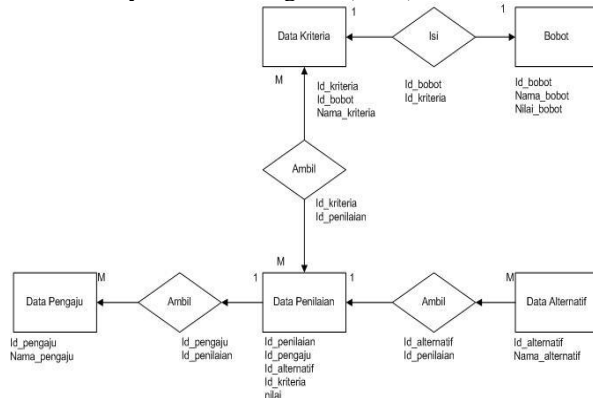 1
1
Data Kriteria
Isi
Bobot
M
Id_kriteria
Id_bobot
Nama_kriteria
Id_bobot
Id_kriteria
Id_bobot
Nama_bobot
Nilai_bobot
Ambil
Id_kriteria
Id_penilaian
M
M
1
1
M
Data Pengaju
Ambil
Data Penilaian
Ambil
Data Alternatif
Id_pengaju
Nama_pengaju
Id_pengaju
Id_penilaian
Id_penilaian
Id_pengaju
Id_alternatif
Id_kriteria
nilai
Id_alternatif
Id_penilaian
Id_alternatif
Nama_alternatif